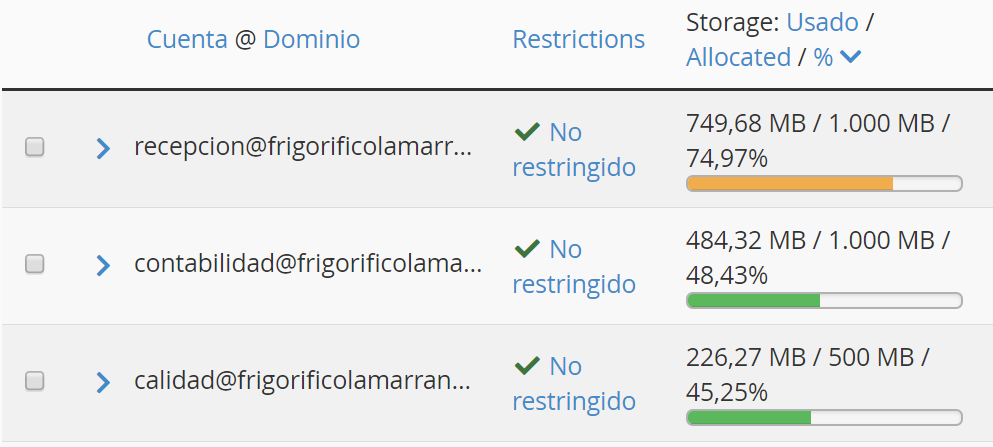 Cuenta @ Dominio
Restrictions
Storage: Usado /
Allocated / %
recepcion@frigorificolamarr...
No
restringido
749,68 MB / 1.000 MB /
74,97%
contabilidad@frigorificolama...
No
restringido
484,32 MB / 1.000 MB /
48,43%
calidad@frigorificolamarran...
No
restringido
226,27 MB / 500 MB /
45,25%